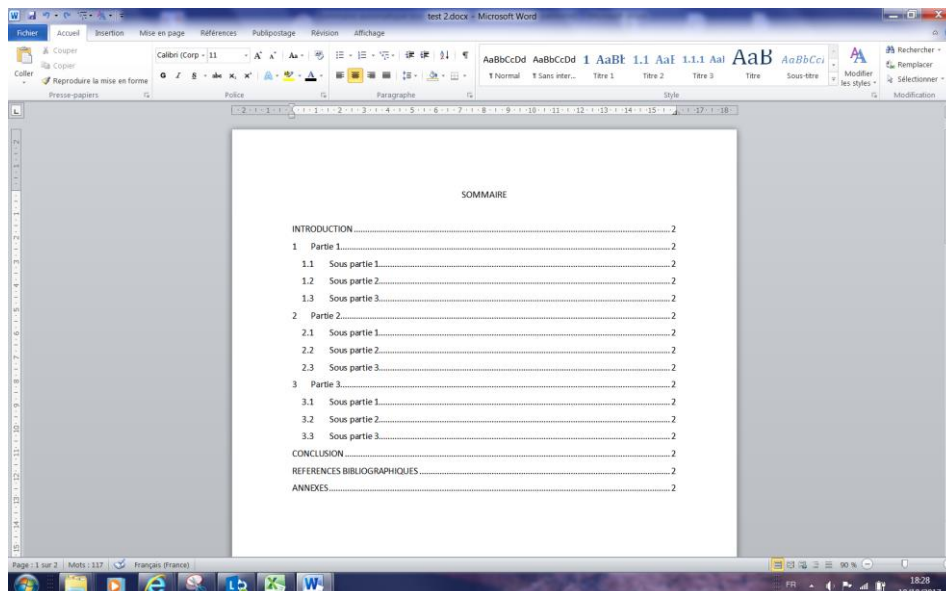 test 2.docx - Microsoft Word
Fichier Accueil Insertion Mise en page Références Publipostage Révision Affichage
Coller
Couper
Copier
Reproduire la mise en forme
Presse-papiers
Calibri (Corp 11
G I S abc x, x²
Police
Paragraphe
AaBbCcDd AaBbCcDd 1 AaBb 1.1 AaE 1.1.1 Aal AaB AaBbCci
¶ Normal ¶ Sans inter... Titre 1 Titre 2 Titre 3 Titre Sous-titre
Modifier les styles
Style
Rechercher
Remplacer
Sélectionner
Modification
SOMMAIRE
INTRODUCTION 2
1 Partie 1 2
1.1 Sous partie 1 2
1.2 Sous partie 2 2
1.3 Sous partie 3 2
2 Partie 2 2
2.1 Sous partie 1 2
2.2 Sous partie 2 2
2.3 Sous partie 3 2
3 Partie 3 2
3.1 Sous partie 1 2
3.2 Sous partie 2 2
3.3 Sous partie 3 2
CONCLUSION 2
REFERENCES BIBLIOGRAPHIQUES 2
ANNEXES 2
Page : 1 sur 2 Mots : 117 Français (France) 90 %
FR 18:28